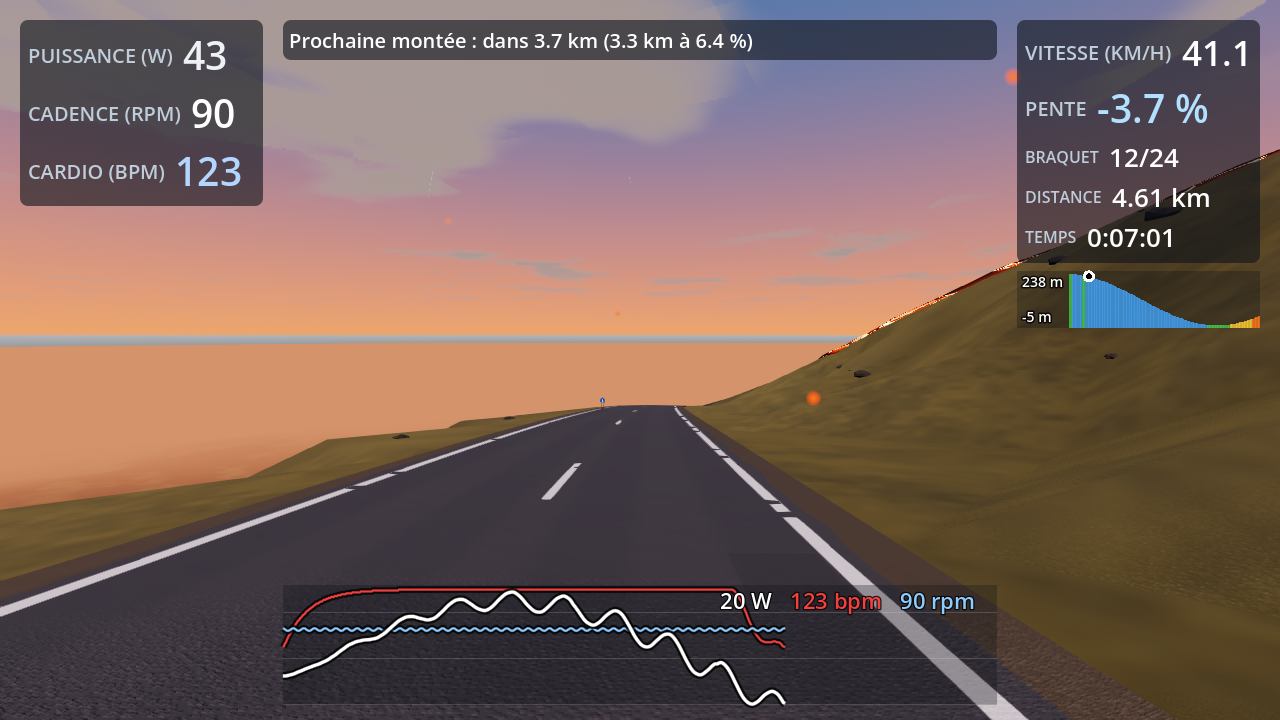 PUISSANCE (W) 43
CADENCE (RPM) 90
CARDIO (BPM) 123
Prochaine montée : dans 3.7 km (3.3 km à 6.4 %)
VITESSE (KM/H) 41.1
PENTE -3.7 %
BRAQUET 12/24
DISTANCE 4.61 km
TEMPS 0:07:01
238 m
-5 m
20 W 123 bpm 90 rpm